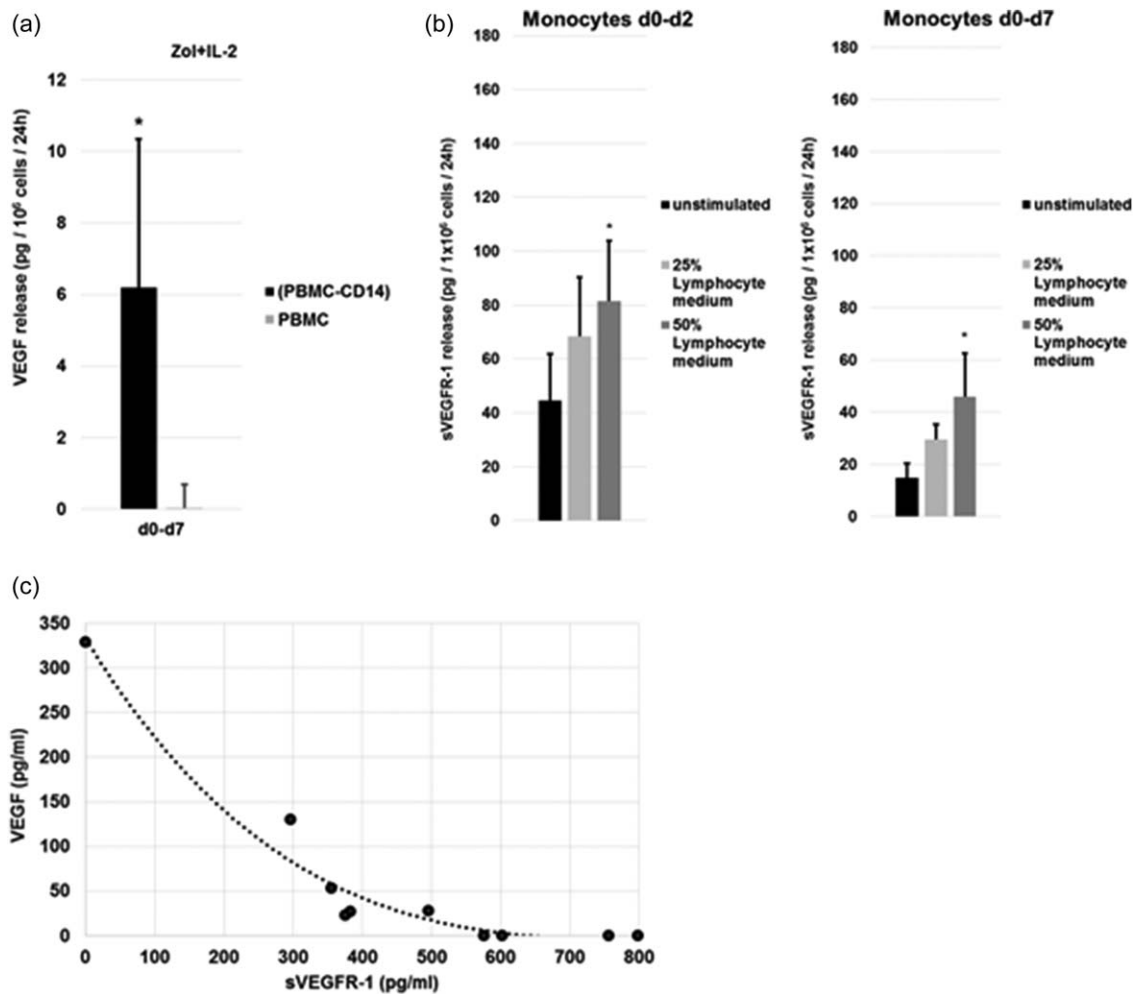 (a)
Zol+IL-2
VEGF release (pg / 10⁶ cells / 24h)
12
10
8
6
4
2
0
*
d0-d7
(PBMC-CD14)
PBMC
(b)
Monocytes d0-d2
sVEGFR-1 release (pg / 1x10⁶ cells / 24h)
180
160
140
120
100
80
60
40
20
0
*
unstimulated
25%
Lymphocyte
medium
50%
Lymphocyte
medium
Monocytes d0-d7
sVEGFR-1 release (pg / 1x10⁶ cells / 24h)
180
160
140
120
100
80
60
40
20
0
*
unstimulated
25%
Lymphocyte
medium
50%
Lymphocyte
medium
(c)
VEGF (pg/ml)
350
300
250
200
150
100
50
0
0 100 200 300 400 500 600 700 800
sVEGFR-1 (pg/ml)